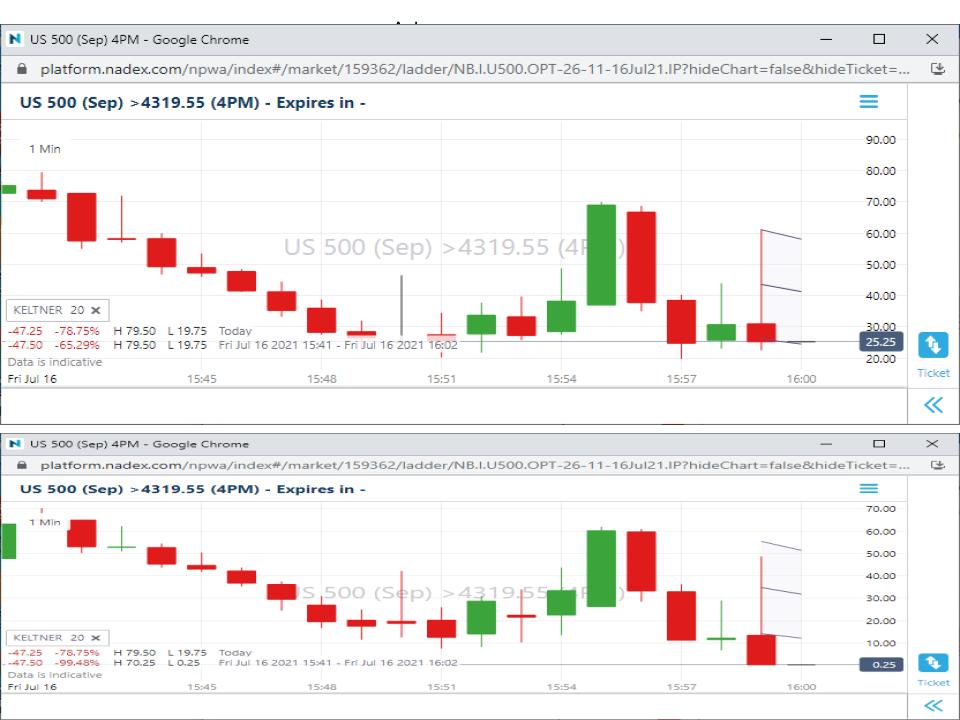 US 500 (Sep) 4PM - Google Chrome
platform.nadex.com/npwa/index#/market/159362/ladder/NB.I.U500.OPT-26-11-16Jul21.IP?hideChart=false&hideTicket=...
US 500 (Sep) >4319.55 (4PM) - Expires in -
90.00
1 Min
80.00
70.00
60.00
US 500 (Sep) >4319.55 (4P )
50.00
40.00
KELTNER 20 ×
30.00
-47.25 -78.75% H 79.50 L 19.75 Today
-47.25 -65.29% H 79.50 L 19.75 Fri Jul 16 2021 15:41 - Fri Jul 16 2021 16:02
25.25
20.00
Data is indicative
Fri Jul 16 15:45 15:48 15:51 15:54 15:57 16:00
Ticket
US 500 (Sep) 4PM - Google Chrome
platform.nadex.com/npwa/index#/market/159362/ladder/NB.I.U500.OPT-26-11-16Jul21.IP?hideChart=false&hideTicket=...
US 500 (Sep) >4319.55 (4PM) - Expires in -
70.00
1 Min
60.00
50.00
40.00
US 500 (Sep) >4319.55 (4P )
30.00
20.00
KELTNER 20 ×
10.00
-47.25 -78.75% H 79.50 L 19.75 Today
-47.50 -99.48% H 70.25 L 0.25 Fri Jul 16 2021 15:41 - Fri Jul 16 2021 16:02
0.25
Data is indicative
Fri Jul 16 15:45 15:48 15:51 15:54 15:57 16:00
Ticket